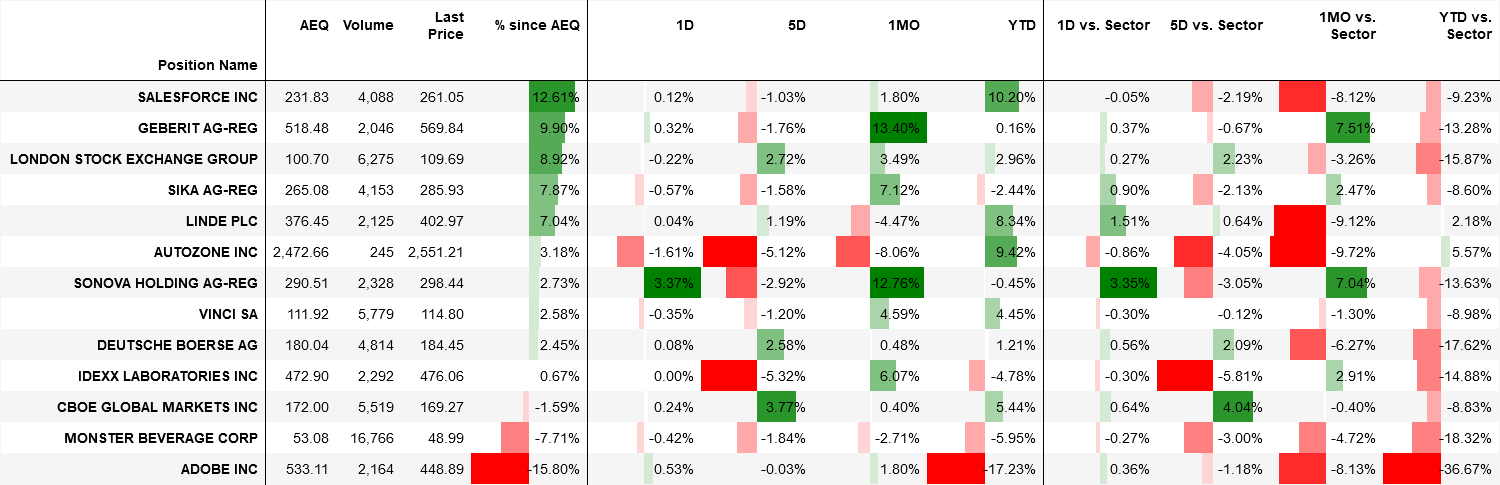 Position Name AEQ Volume Last Price % since AEQ 1D 5D 1MO YTD 1D vs. Sector 5D vs. Sector 1MO vs. Sector YTD vs. Sector
SALESFORCE INC 231.83 4,088 261.05 12.61% 0.12% -1.03% 1.80% 10.20% -0.05% -2.19% -8.12% -9.23%
GEBERIT AG-REG 518.48 2,046 569.84 9.90% 0.32% -1.76% 13.40% 0.16% 0.37% -0.67% 7.51% -13.28%
LONDON STOCK EXCHANGE GROUP 100.70 6,275 109.69 8.92% -0.22% 2.72% 3.49% 2.96% 0.27% 2.23% -3.26% -15.87%
SIKA AG-REG 265.08 4,153 285.93 7.87% -0.57% -1.58% 7.12% -2.44% 0.90% -2.13% 2.47% -8.60%
LINDE PLC 376.45 2,125 402.97 7.04% 0.04% 1.19% -4.47% 8.34% 1.51% 0.64% -9.12% 2.18%
AUTOZONE INC 2,472.66 245 2,551.21 3.18% -1.61% -5.12% -8.06% 9.42% -0.86% -4.05% -9.72% 5.57%
SONOVA HOLDING AG-REG 290.51 2,328 298.44 2.73% 3.37% -2.92% 12.76% -0.45% 3.35% -3.05% 7.04% -13.63%
VINCI SA 111.92 5,779 114.80 2.58% -0.35% -1.20% 4.59% 4.45% -0.30% -0.12% -1.30% -8.98%
DEUTSCHE BOERSE AG 180.04 4,814 184.45 2.45% 0.08% 2.58% 0.48% 1.21% 0.56% 2.09% -6.27% -17.62%
IDEXX LABORATORIES INC 472.90 2,292 476.06 0.67% 0.00% -5.32% 6.07% -4.78% -0.30% -5.81% 2.91% -14.88%
CBOE GLOBAL MARKETS INC 172.00 5,519 169.27 -1.59% 0.24% 3.77% 0.40% 5.44% 0.64% 4.04% -0.40% -8.83%
MONSTER BEVERAGE CORP 53.08 16,766 48.99 -7.71% -0.42% -1.84% -2.71% -5.95% -0.27% -3.00% -4.72% -18.32%
ADOBE INC 533.11 2,164 448.89 -15.80% 0.53% -0.03% 1.80% -17.23% 0.36% -1.18% -8.13% -36.67%